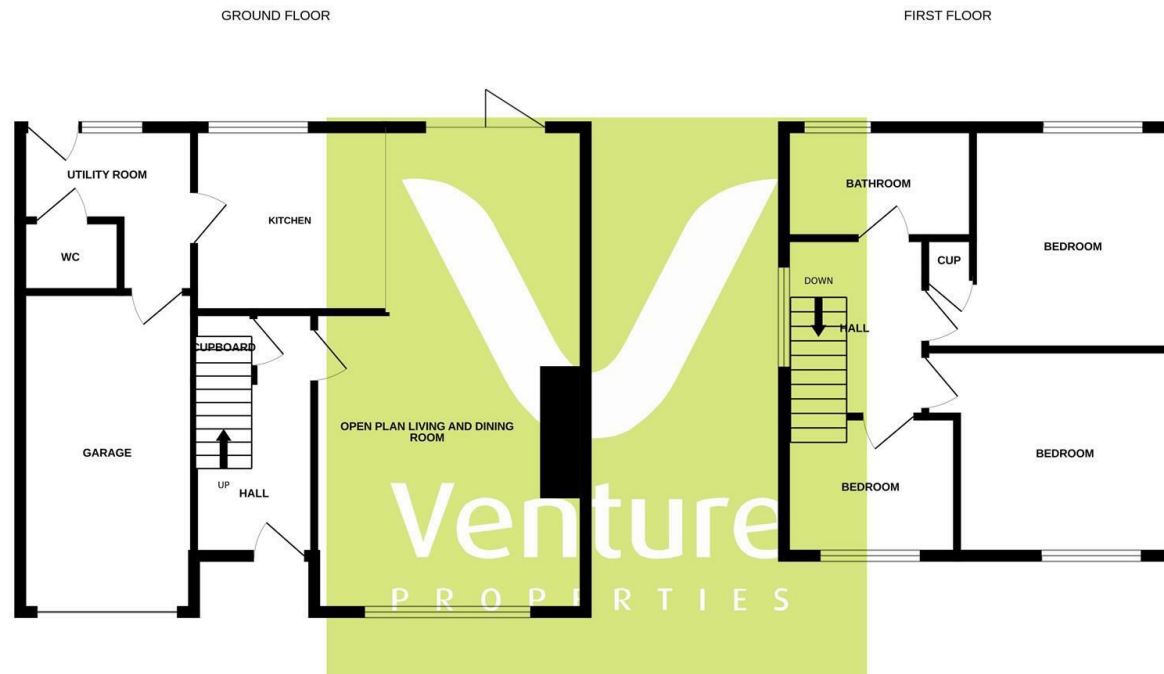 GROUND FLOOR
UTILITY ROOM
WC
KITCHEN
CUPBOARD
GARAGE
UP
HALL
OPEN PLAN LIVING AND DINING
ROOM
FIRST FLOOR
BATHROOM
BEDROOM
CUP
DOWN
HALL
BEDROOM
BEDROOM
Venture
PROPERTIES